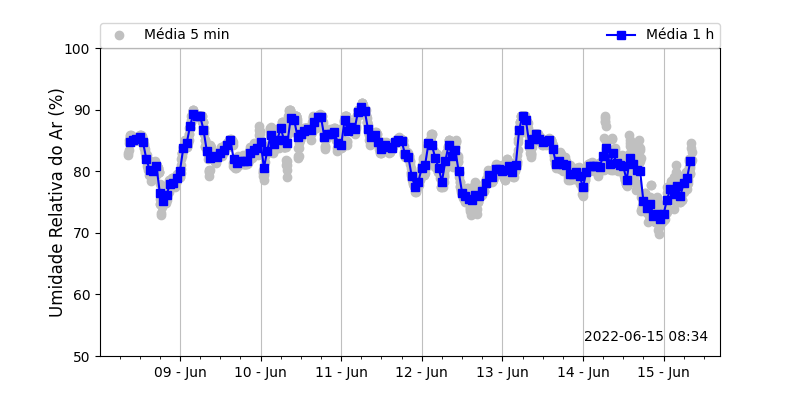 Média 5 min
Média 1 h
Umidade Relativa do Ar (%)
100
90
80
70
60
50
2022-06-15 08:34
09 - Jun
10 - Jun
11 - Jun
12 - Jun
13 - Jun
14 - Jun
15 - Jun